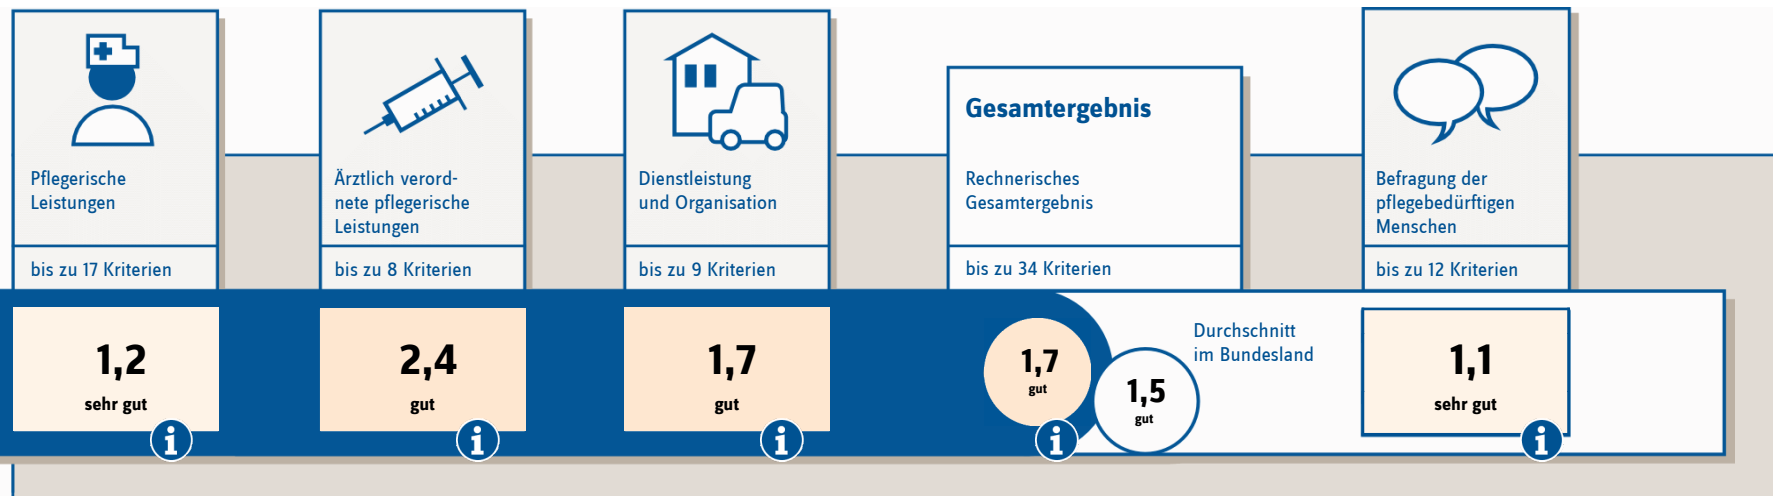 Pflegerische
Leistungen
bis zu 17 Kriterien
1,2
sehr gut
Ärztlich verord-
nete pflegerische
Leistungen
bis zu 8 Kriterien
2,4
gut
Dienstleistung
und Organisation
bis zu 9 Kriterien
1,7
gut
Gesamtergebnis
Rechnerisches
Gesamtergebnis
bis zu 34 Kriterien
1,7
gut
1,5
gut
Durchschnitt
im Bundesland
Befragung der
pflegebedürftigen
Menschen
bis zu 12 Kriterien
1,1
sehr gut